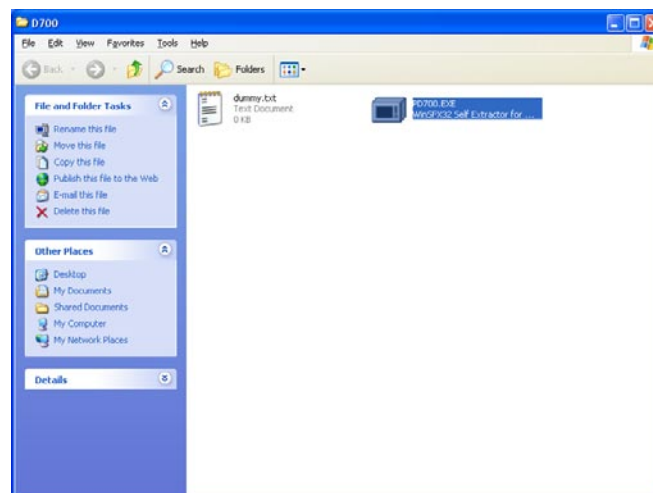 D700
File Edit View Favorites Tools Help
Back Search Folders
File and Folder Tasks
Rename this file
Move this file
Copy this file
Publish this file to the Web
E-mail this file
Delete this file
Other Places
Desktop
My Documents
Shared Documents
My Computer
My Network Places
Details
dummy.txt
Text Document
0 KB
PD700.EXE
WinSFX32 Self Extractor for ...